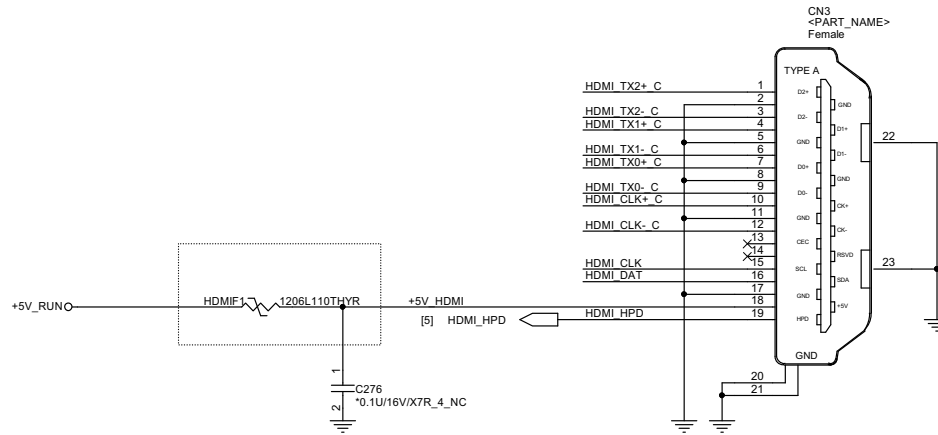 CN3
<PART_NAME>
Female
TYPE A
HDMI_TX2+_C 1 D2+
2 GND
HDMI_TX2-_C 3 D2-
HDMI_TX1+_C 4 D1+
5 GND
HDMI_TX1-_C 6 D1-
HDMI_TX0+_C 7 D0+
8 GND
HDMI_TX0-_C 9 D0-
HDMI_CLK+_C 10 CK+
11 GND
HDMI_CLK-_C 12 CK-
13 CEC
14 RSVD
HDMI_CLK 15 SCL
HDMI_DAT 16 SDA
17 GND
+5V_RUN HDMIF1 1206L110THYR +5V_HDMI 18 +5V
[5] HDMI_HPD HDMI_HPD 19 HPD
22
23
GND
20
21
1
C276
*0.1U/16V/X7R_4_NC
2